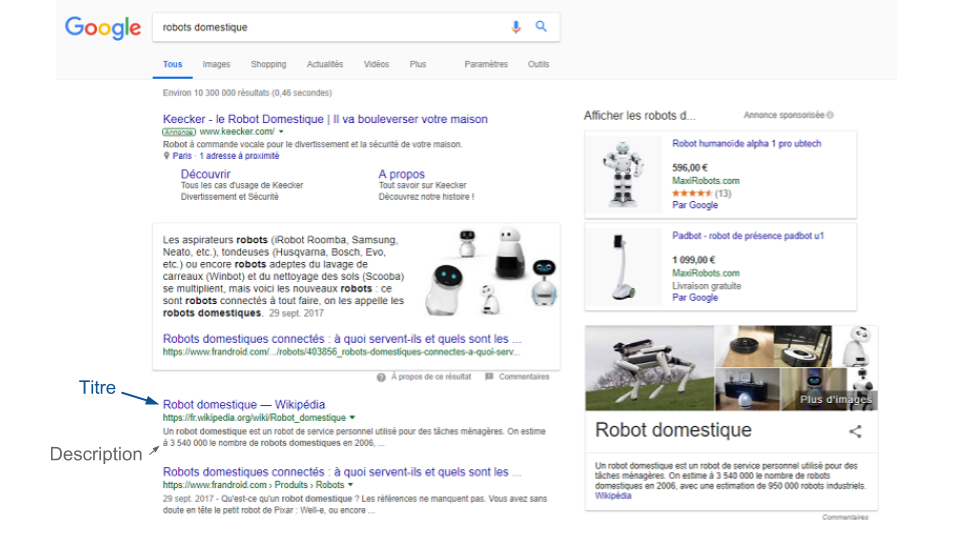 Google
robots domestique
Tous Images Shopping Actualités Vidéos Plus Paramètres Outils
Environ 10 300 000 résultats (0,46 secondes)
Keecker - le Robot Domestique | Il va bouleverser votre maison
Annonce www.keecker.com/
Robot à commande vocale pour le divertissement et la sécurité de votre maison.
Paris · 1 adresse à proximité
Découvrir
Tous les cas d'usage de Keecker
Divertissement et Sécurité
A propos
Tout savoir sur Keecker
Découvrez notre histoire !
Les aspirateurs robots (iRobot Roomba, Samsung,
Neato, etc.), tondeuses (Husqvarna, Bosch, Evo,
etc.) ou encore robots adeptes du lavage de
carreaux (Winbot) et du nettoyage des sols (Scooba)
se multiplient, mais voici les nouveaux robots : ce
sont robots connectés à tout faire, on les appelle les
robots domestiques. 29 sept. 2017
Robots domestiques connectés : à quoi servent-ils et quels sont les ...
https://www.frandroid.com/.../robots/403856_robots-domestiques-connectes-a-quoi-serv...
À propos de ce résultat Commentaires
Titre
Robot domestique — Wikipédia
https://fr.wikipedia.org/wiki/Robot_domestique
Un robot domestique est un robot de service personnel utilisé pour des tâches ménagères. On estime
à 3 540 000 le nombre de robots domestiques en 2006, ...
Description
Robots domestiques connectés : à quoi servent-ils et quels sont les ...
https://www.frandroid.com › Produits › Robots
29 sept. 2017 - Qu'est-ce qu'un robot domestique ? Les références ne manquent pas. Vous avez sans
doute en tête le petit robot de Pixar : Well-e, ou encore ...
Afficher les robots d... Annonce sponsorisée
Robot humanoïde alpha 1 pro ubtech
596,00 €
MaxiRobots.com
(13)
Par Google
Padbot - robot de présence padbot u1
1 099,00 €
MaxiRobots.com
Livraison gratuite
Par Google
Plus d'images
Robot domestique
Un robot domestique est un robot de service personnel utilisé pour des
tâches ménagères. On estime à 3 540 000 le nombre de robots
domestiques en 2006, avec une estimation de 950 000 robots industriels.
Wikipédia
Commentaires